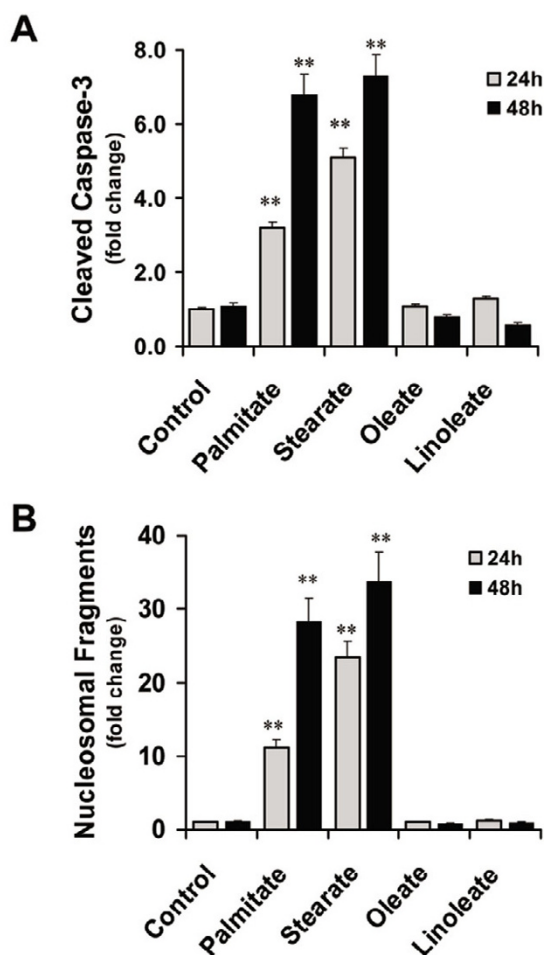 A
Cleaved Caspase-3
(fold change)
8.0
6.0
4.0
2.0
0.0
**
**
**
**
24h
48h
Control
Palmitate
Stearate
Oleate
Linoleate
B
Nucleosomal Fragments
(fold change)
40
30
20
10
0
**
**
**
**
24h
48h
Control
Palmitate
Stearate
Oleate
Linoleate